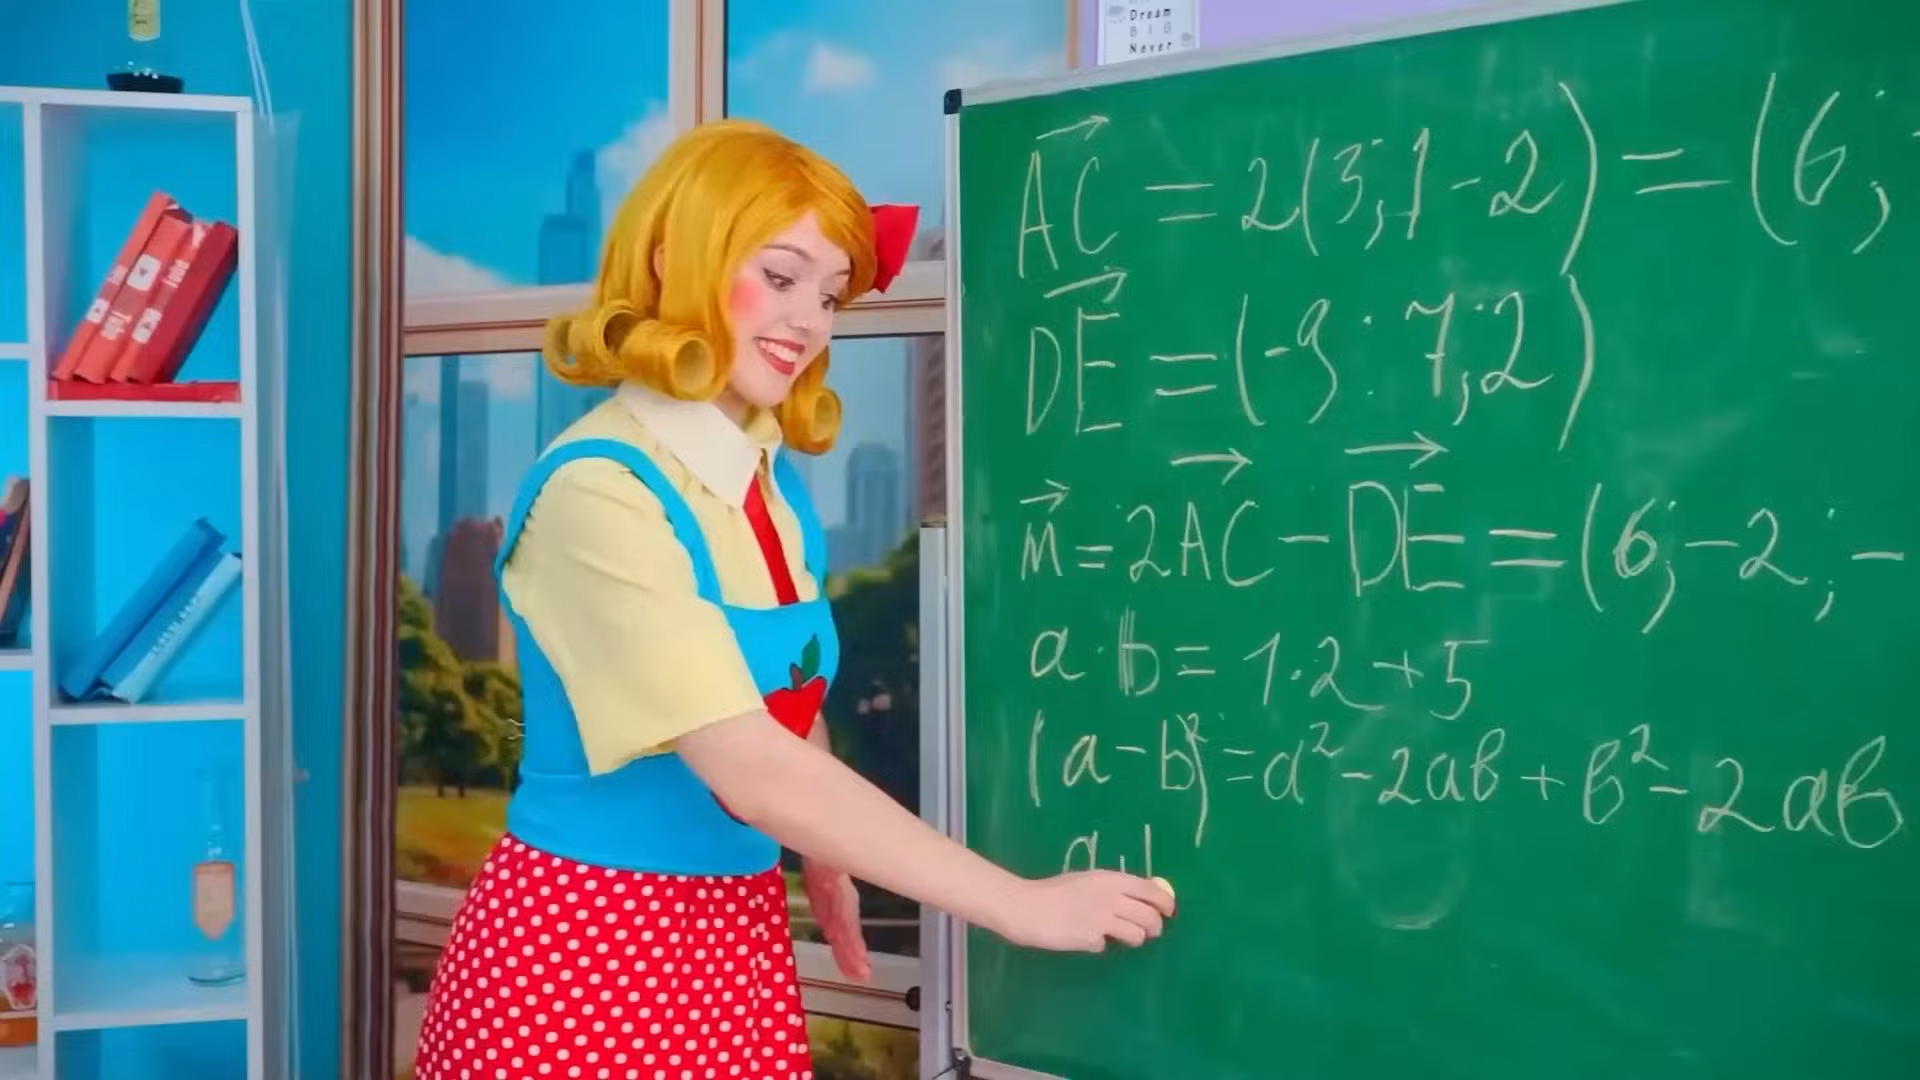 Dream
BIG
Never
AC = 2(3;1-2) = (6;
DE = (-9: 7;2)
m = 2AC - DE = (6; -2; -
a·b = 1·2+5
(a-b)² = a² - 2ab + b² - 2ab
a